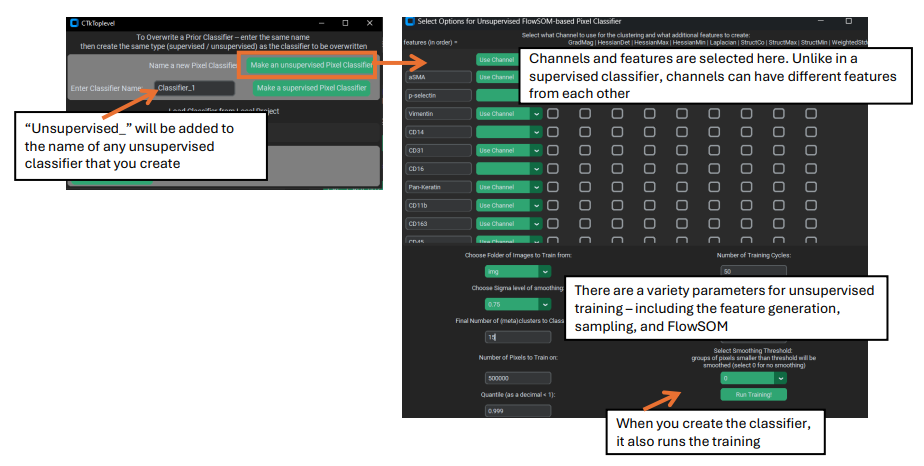 CTkToplevel
To Overwrite a Prior Classifier – enter the same name
then create the same type (supervised / unsupervised) as the classifier to be overwritten
Name a new Pixel Classifier
Make an unsupervised Pixel Classifier
Enter Classifier Name:
Classifier_1
Make a supervised Pixel Classifier
Load Classifier from Local Project
“Unsupervised_” will be added to
the name of any unsupervised
classifier that you create
Select Options for Unsupervised FlowSOM-based Pixel Classifier
Select what Channel to use for the clustering and what additional features to create:
features (in order) =
GradMag | HessianDet | HessianMax | HessianMin | Laplacian | StructCo | StructMax | StructMin | WeightedStd
Use Channel
Channels and features are selected here. Unlike in a
supervised classifier, channels can have different features
from each other
aSMA
Use Channel
p-selectin
Vimentin
Use Channel
CD14
CD31
Use Channel
CD16
Pan-Keratin
Use Channel
CD11b
Use Channel
CD163
Use Channel
CD45
Use Channel
Choose Folder of Images to Train from:
img
Number of Training Cycles:
50
Choose Sigma level of smoothing:
0.75
There are a variety parameters for unsupervised
training – including the feature generation,
sampling, and FlowSOM
Final Number of (meta)clusters to Class
15
Number of Pixels to Train on:
500000
Select Smoothing Threshold:
groups of pixels smaller than threshold will be
smoothed (select 0 for no smoothing)
0
Quantile (as a decimal < 1):
0.999
Run Training!
When you create the classifier,
it also runs the training